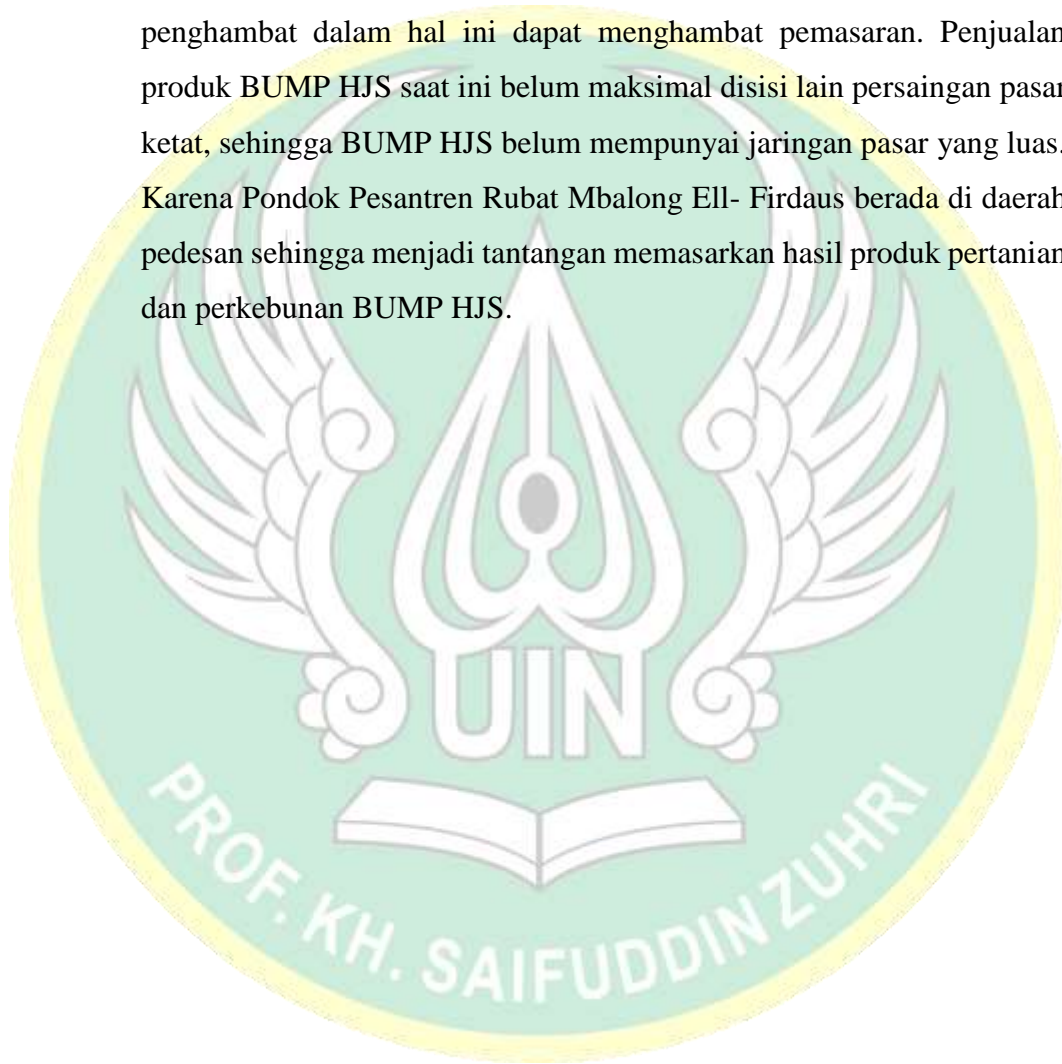 penghambat dalam hal ini dapat menghambat pemasaran. Penjualan
produk BUMP HJS saat ini belum maksimal disisi lain persaingan pasar
ketat, sehingga BUMP HJS belum mempunyai jaringan pasar yang luas.
Karena Pondok Pesantren Rubat Mbalong Ell- Firdaus berada di daerah
pedesan sehingga menjadi tantangan memasarkan hasil produk pertanian
dan perkebunan BUMP HJS.
UIN
PROF. KH. SAIFUDDIN ZUHRI